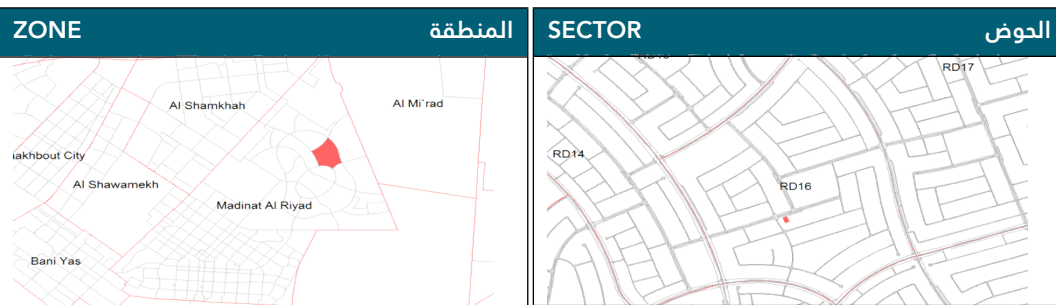 ZONE المنطقة
SECTOR الحوض
Al Shamkhah
Al Mi`rad
akhbout City
Al Shawamekh
Madinat Al Riyad
Bani Yas
RD17
RD14
RD16